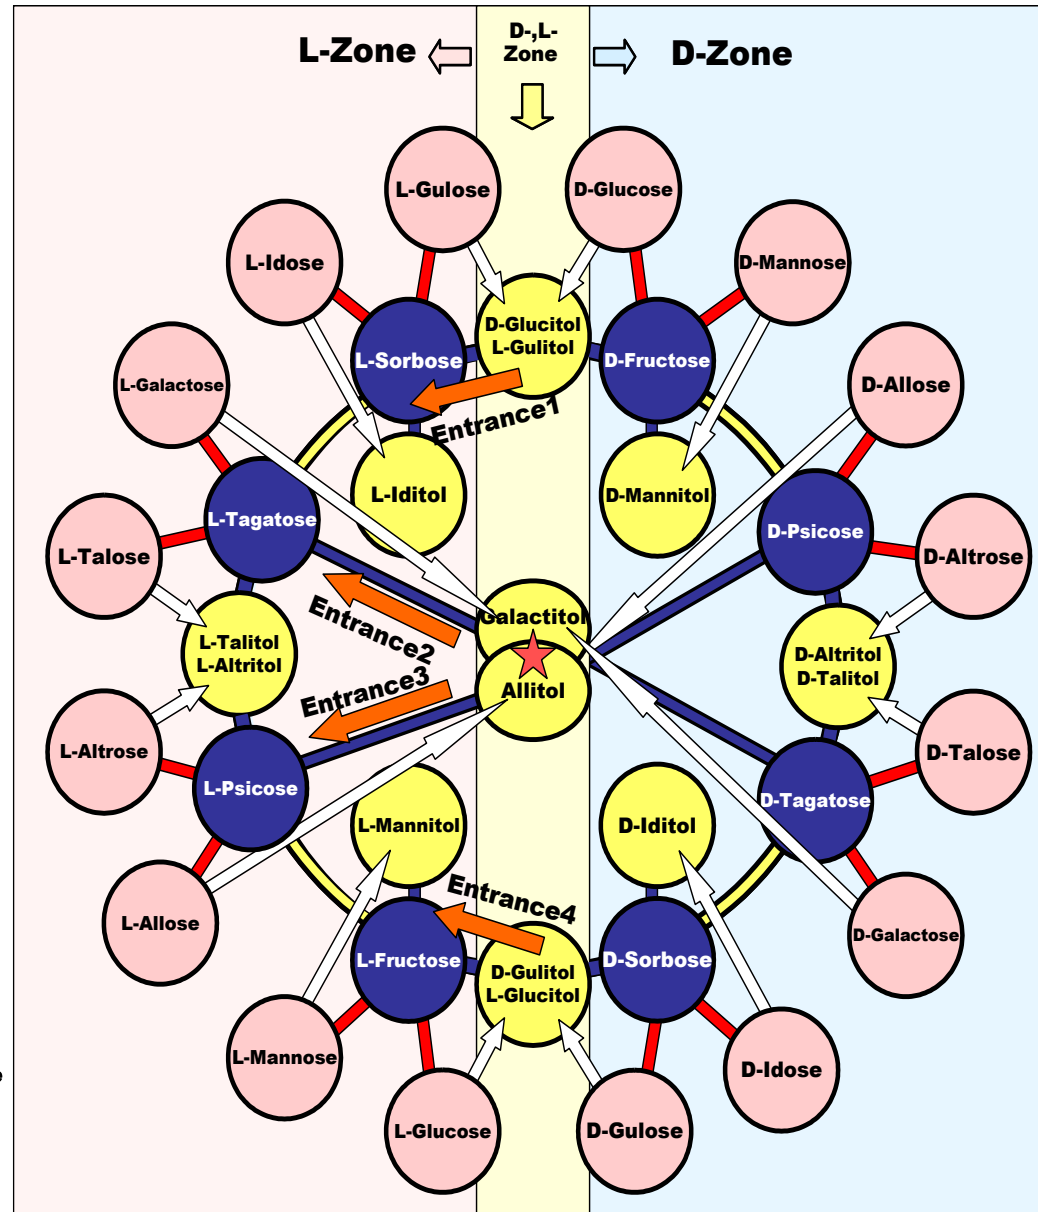 L-Zone
D-,L-
Zone
D-Zone
L-Gulose
D-Glucose
L-Idose
D-Mannose
D-Glucitol
L-Gulitol
L-Sorbose
D-Fructose
L-Galactose
D-Allose
Entrance1
L-Iditol
D-Mannitol
L-Tagatose
D-Psicose
L-Talose
D-Altrose
Entrance2
Galactitol
L-Talitol
L-Altritol
D-Altritol
D-Talitol
Entrance3
Allitol
L-Altrose
D-Talose
L-Psicose
D-Tagatose
L-Mannitol
D-Iditol
Entrance4
L-Allose
D-Galactose
L-Fructose
D-Sorbose
D-Gulitol
L-Glucitol
L-Mannose
D-Idose
e
L-Glucose
D-Gulose